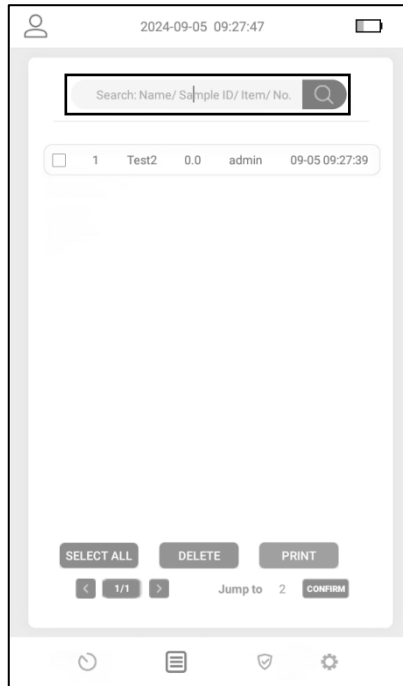 2024-09-05 09:27:47
Search: Name/ Sample ID/ Item/ No.
1 Test2 0.0 admin 09-05 09:27:39
SELECT ALL DELETE PRINT
< 1/1 > Jump to 2 CONFIRM